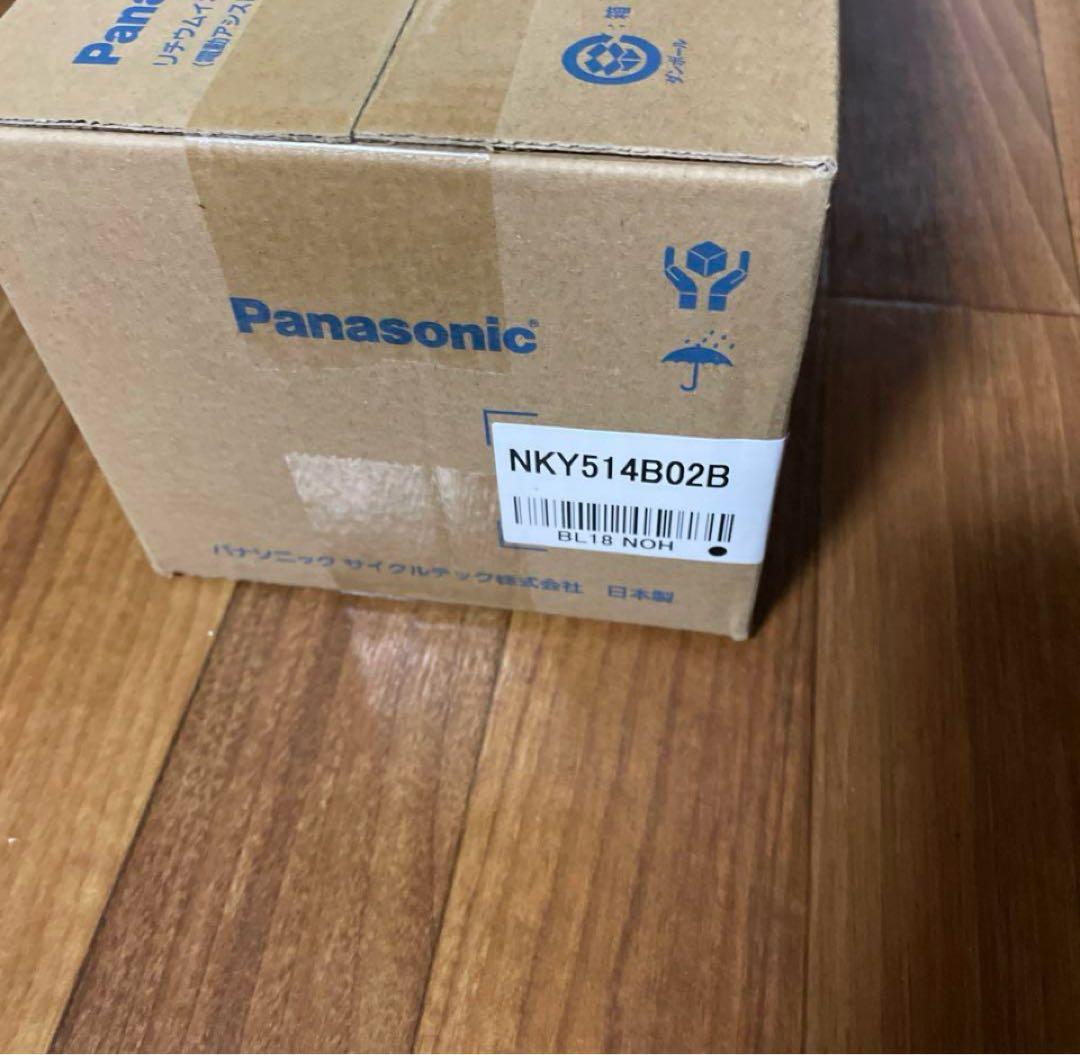 Pana
リチウムイ
(電動アシスト
：箱
ダンボール
Panasonic
NKY514B02B
BL18 NOH
パナソニック サイクルテック株式会社 日本製